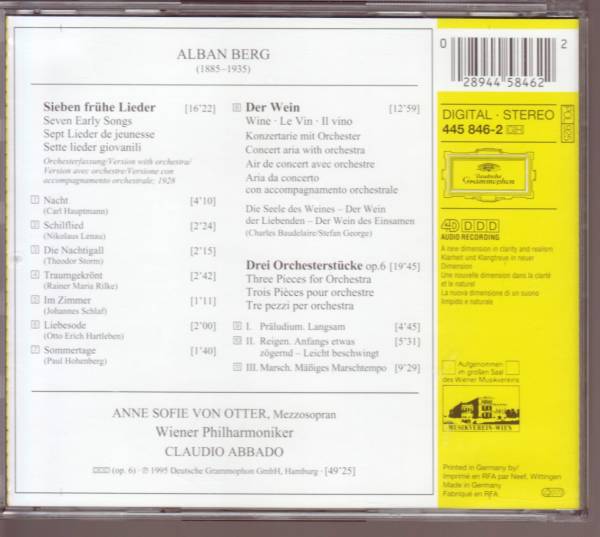 ALBAN BERG
(1885–1935)
Sieben frühe Lieder [16'22]
Seven Early Songs
Sept Lieder de jeunesse
Sette lieder giovanili
Orchesterfassung/Version with orchestra/
Version avec orchestre/Versione con
accompagnamento orchestrale; 1928
1 Nacht [4'10]
(Carl Hauptmann)
2 Schilflied [2'24]
(Nikolaus Lenau)
3 Die Nachtigall [2'15]
(Theodor Storm)
4 Traumgekrönt [2'42]
(Rainer Maria Rilke)
5 Im Zimmer [1'11]
(Johannes Schlaf)
6 Liebesode [2'00]
(Otto Erich Hartleben)
7 Sommertage [1'40]
(Paul Hohenberg)
8 Der Wein [12'59]
Wine · Le Vin · Il vino
Konzertarie mit Orchester
Concert aria with orchestra
Air de concert avec orchestre
Aria da concerto
con accompagnamento orchestrale
Die Seele des Weines – Der Wein
der Liebenden – Der Wein des Einsamen
(Charles Baudelaire/Stefan George)
Drei Orchesterstücke op.6 [19'45]
Three Pieces for Orchestra
Trois Pièces pour orchestre
Tre pezzi per orchestra
9 I. Präludium. Langsam [4'45]
10 II. Reigen. Anfangs etwas [5'31]
zögernd – Leicht beschwingt
11 III. Marsch. Mäßiges Marschtempo [9'29]
ANNE SOFIE VON OTTER, Mezzosopran
Wiener Philharmoniker
CLAUDIO ABBADO
DDD (op. 6) · ℗ 1995 Deutsche Grammophon GmbH, Hamburg · [49'25]
0 28944 58462 2
DIGITAL · STEREO
445 846-2 GH
Deutsche
Grammophon
4D DDD
AUDIO RECORDING
A new dimension in clarity and realism
Klarheit und Klangtreue in neuer
Dimension
Une nouvelle dimension dans la clarté
et le naturel
La nuova dimensione di un suono
limpido e naturale
Aufgenommen
im großen Saal
des Wiener Musikvereins
MUSIKVEREIN·WIEN
Printed in Germany by/
Imprimé en RFA par Neef, Wittingen
Made in Germany
Fabriqué en RFA